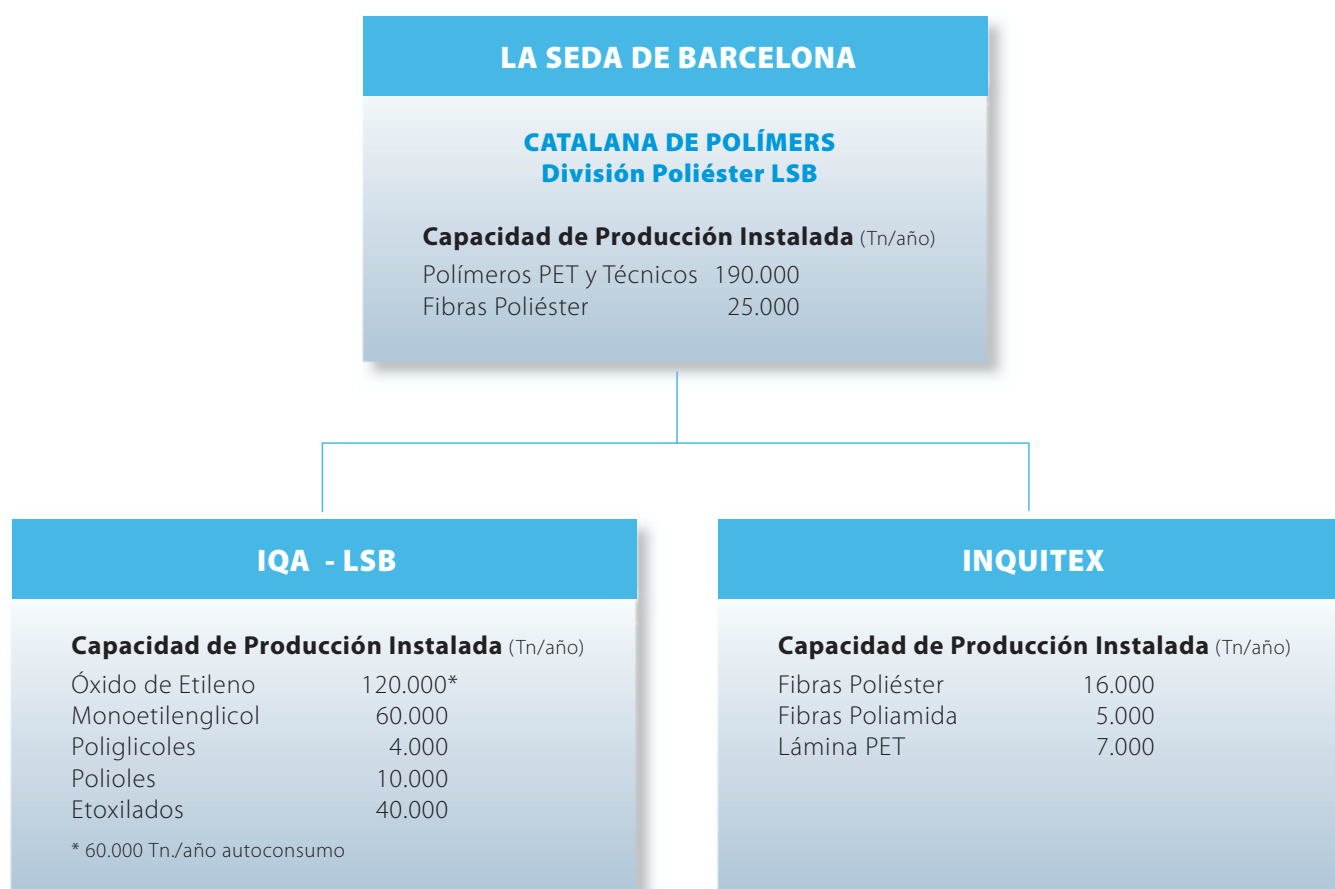 LA SEDA DE BARCELONA
CATALANA DE POLÍMERS
División Poliéster LSB
Capacidad de Producción Instalada (Tn/año)
Polímeros PET y Técnicos 190.000
Fibras Poliéster 25.000
IQA - LSB
Capacidad de Producción Instalada (Tn/año)
Óxido de Etileno 120.000*
Monoetilenglicol 60.000
Poliglicoles 4.000
Polioles 10.000
Etoxilados 40.000
* 60.000 Tn./año autoconsumo
INQUITEX
Capacidad de Producción Instalada (Tn/año)
Fibras Poliéster 16.000
Fibras Poliamida 5.000
Lámina PET 7.000